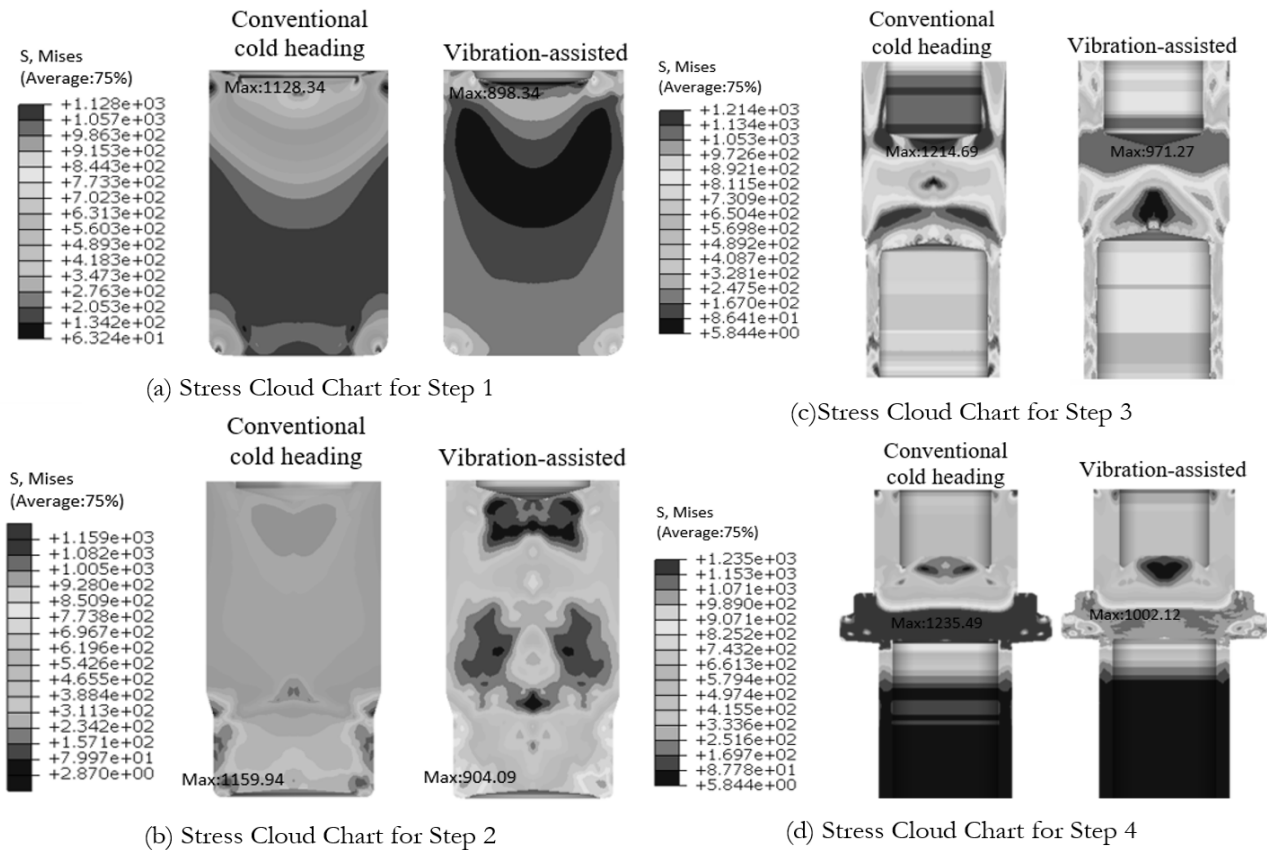 Conventional
cold heading
Vibration-assisted
S, Mises
(Average:75%)
+1.128e+03
+1.057e+03
+9.863e+02
+9.153e+02
+8.443e+02
+7.733e+02
+7.023e+02
+6.313e+02
+5.603e+02
+4.893e+02
+4.183e+02
+3.473e+02
+2.763e+02
+2.053e+02
+1.342e+02
+6.324e+01
Max:1128.34
Max:898.34
(a) Stress Cloud Chart for Step 1
Conventional
cold heading
Vibration-assisted
S, Mises
(Average:75%)
+1.159e+03
+1.082e+03
+1.005e+03
+9.280e+02
+8.509e+02
+7.738e+02
+6.967e+02
+6.196e+02
+5.426e+02
+4.655e+02
+3.884e+02
+3.113e+02
+2.342e+02
+1.571e+02
+7.997e+01
+2.870e+00
Max:1159.94
Max:904.09
(b) Stress Cloud Chart for Step 2
Conventional
cold heading
Vibration-assisted
S, Mises
(Average:75%)
+1.214e+03
+1.134e+03
+1.053e+03
+9.726e+02
+8.921e+02
+8.115e+02
+7.309e+02
+6.504e+02
+5.698e+02
+4.892e+02
+4.087e+02
+3.281e+02
+2.475e+02
+1.670e+02
+8.641e+01
+5.844e+00
Max:1214.69
Max:971.27
(c)Stress Cloud Chart for Step 3
Conventional
cold heading
Vibration-assisted
S, Mises
(Average:75%)
+1.235e+03
+1.153e+03
+1.071e+03
+9.890e+02
+9.071e+02
+8.252e+02
+7.432e+02
+6.613e+02
+5.794e+02
+4.974e+02
+4.155e+02
+3.336e+02
+2.516e+02
+1.697e+02
+8.778e+01
+5.844e+00
Max:1235.49
Max:1002.12
(d) Stress Cloud Chart for Step 4